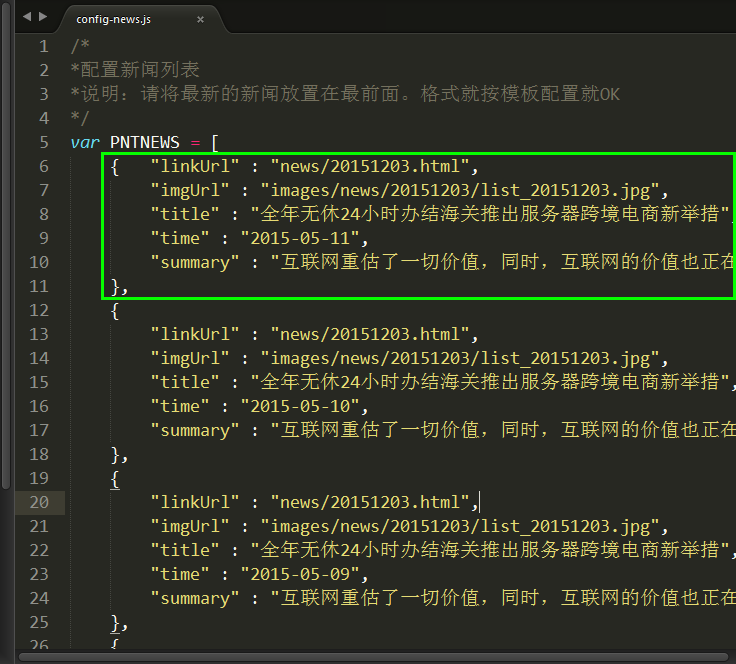 config-news.js ×
1 /*
2 *配置新闻列表
3 *说明：请将最新的新闻放置在最前面。格式就按模板配置就OK
4 */
5 var PNTNEWS = [
6 { "linkUrl" : "news/20151203.html",
7 "imgUrl" : "images/news/20151203/list_20151203.jpg",
8 "title" : "全年无休24小时办结海关推出服务器跨境电商新举措",
9 "time" : "2015-05-11",
10 "summary" : "互联网重估了一切价值，同时，互联网的价值也正在
11 },
12 {
13 "linkUrl" : "news/20151203.html",
14 "imgUrl" : "images/news/20151203/list_20151203.jpg",
15 "title" : "全年无休24小时办结海关推出服务器跨境电商新举措",
16 "time" : "2015-05-10",
17 "summary" : "互联网重估了一切价值，同时，互联网的价值也正在
18 },
19 {
20 "linkUrl" : "news/20151203.html",
21 "imgUrl" : "images/news/20151203/list_20151203.jpg",
22 "title" : "全年无休24小时办结海关推出服务器跨境电商新举措",
23 "time" : "2015-05-09",
24 "summary" : "互联网重估了一切价值，同时，互联网的价值也正在
25 },
26 {